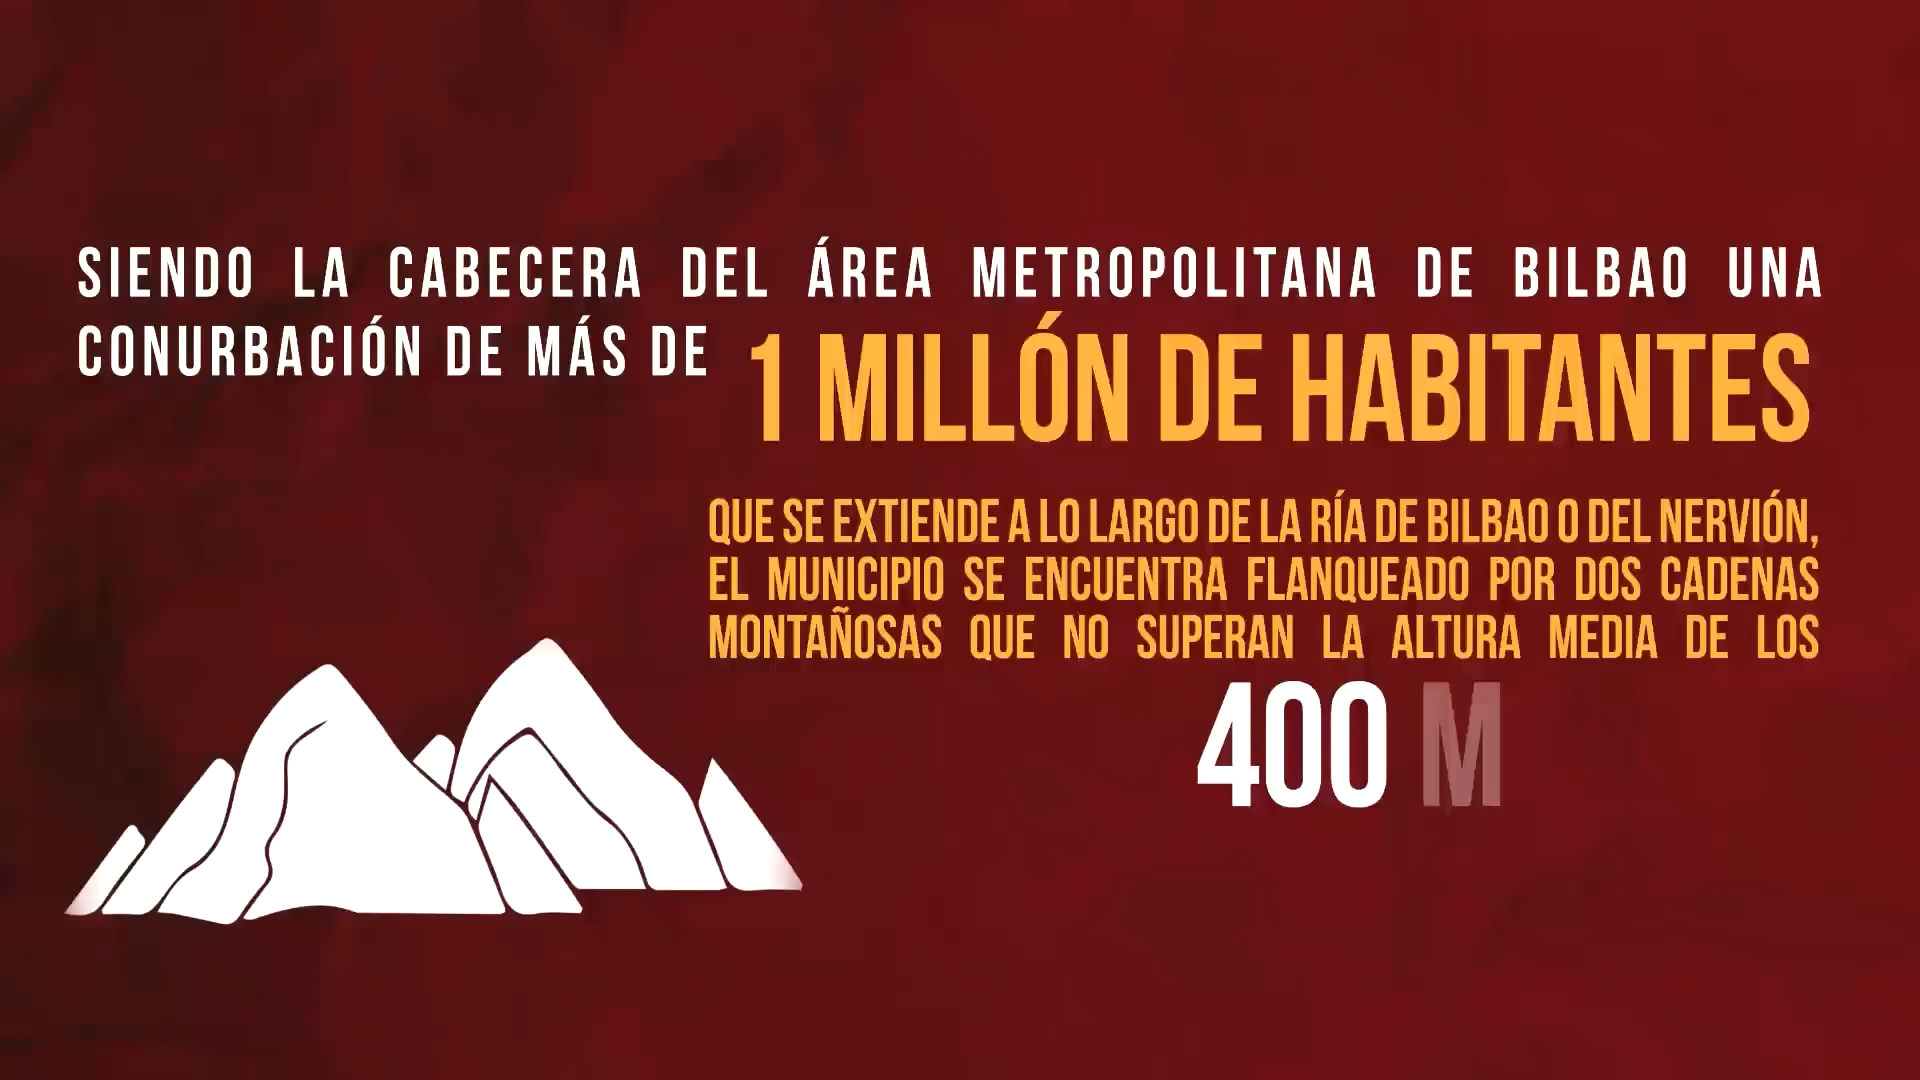 SIENDO LA CABECERA DEL ÁREA METROPOLITANA DE BILBAO UNA
CONURBACIÓN DE MÁS DE 1 MILLÓN DE HABITANTES
QUE SE EXTIENDE A LO LARGO DE LA RÍA DE BILBAO O DEL NERVIÓN,
EL MUNICIPIO SE ENCUENTRA FLANQUEADO POR DOS CADENAS
MONTAÑOSAS QUE NO SUPERAN LA ALTURA MEDIA DE LOS
400 M